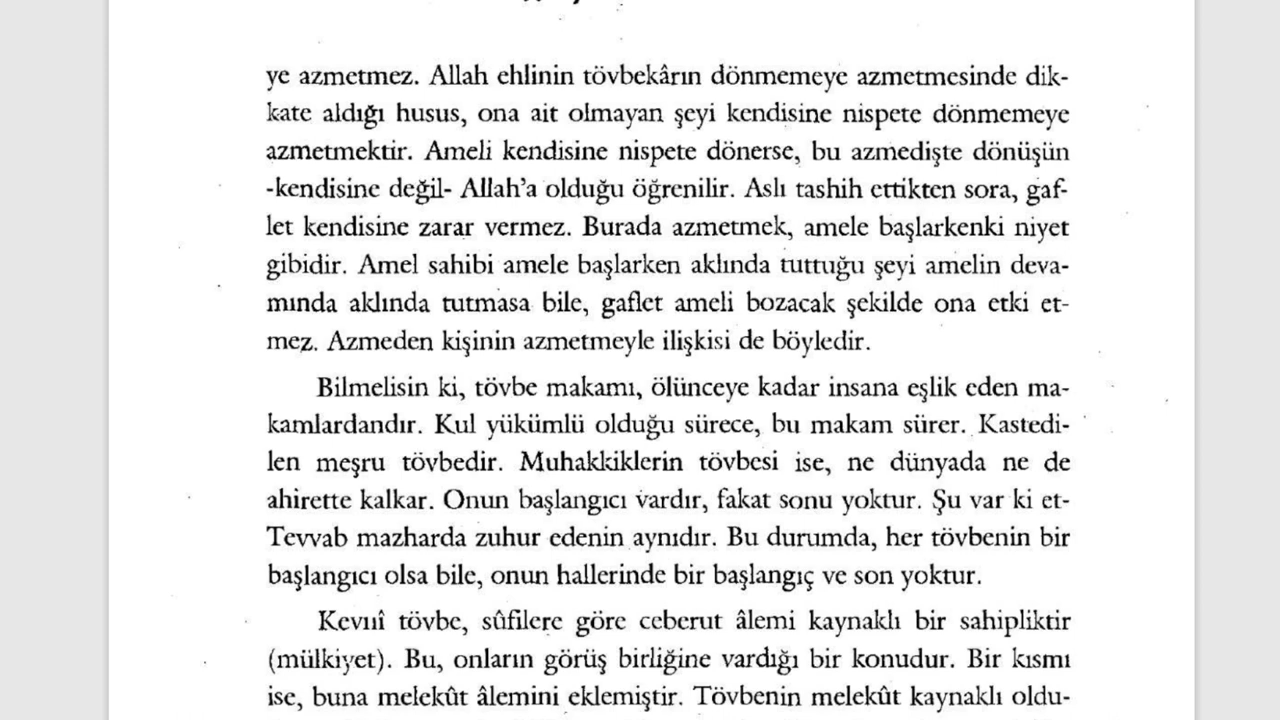 ye azmetmez. Allah ehlinin tövbekârın dönmemeye azmetmesinde dik-
kate aldığı husus, ona ait olmayan şeyi kendisine nispete dönmemeye
azmetmektir. Ameli kendisine nispete dönerse, bu azmedişte dönüşün
-kendisine değil- Allah'a olduğu öğrenilir. Aslı tashih ettikten sora, gaf-
let kendisine zarar vermez. Burada azmetmek, amele başlarkenki niyet
gibidir. Amel sahibi amele başlarken aklında tuttuğu şeyi amelin deva-
mında aklında tutmasa bile, gaflet ameli bozacak şekilde ona etki et-
mez. Azmeden kişinin azmetmeyle ilişkisi de böyledir.
Bilmelisin ki, tövbe makamı, ölünceye kadar insana eşlik eden ma-
kamlardandır. Kul yükümlü olduğu sürece, bu makam sürer. Kastedi-
len meşru tövbedir. Muhakkiklerin tövbesi ise, ne dünyada ne de
ahirette kalkar. Onun başlangıcı vardır, fakat sonu yoktur. Şu var ki et-
Tevvab mazharda zuhur edenin aynıdır. Bu durumda, her tövbenin bir
başlangıcı olsa bile, onun hallerinde bir başlangıç ve son yoktur.
Kevnî tövbe, sûfilere göre ceberut âlemi kaynaklı bir sahipliktir
(mülkiyet). Bu, onların görüş birliğine vardığı bir konudur. Bir kısmı
ise, buna melekût âlemini eklemiştir. Tövbenin melekût kaynaklı oldu-